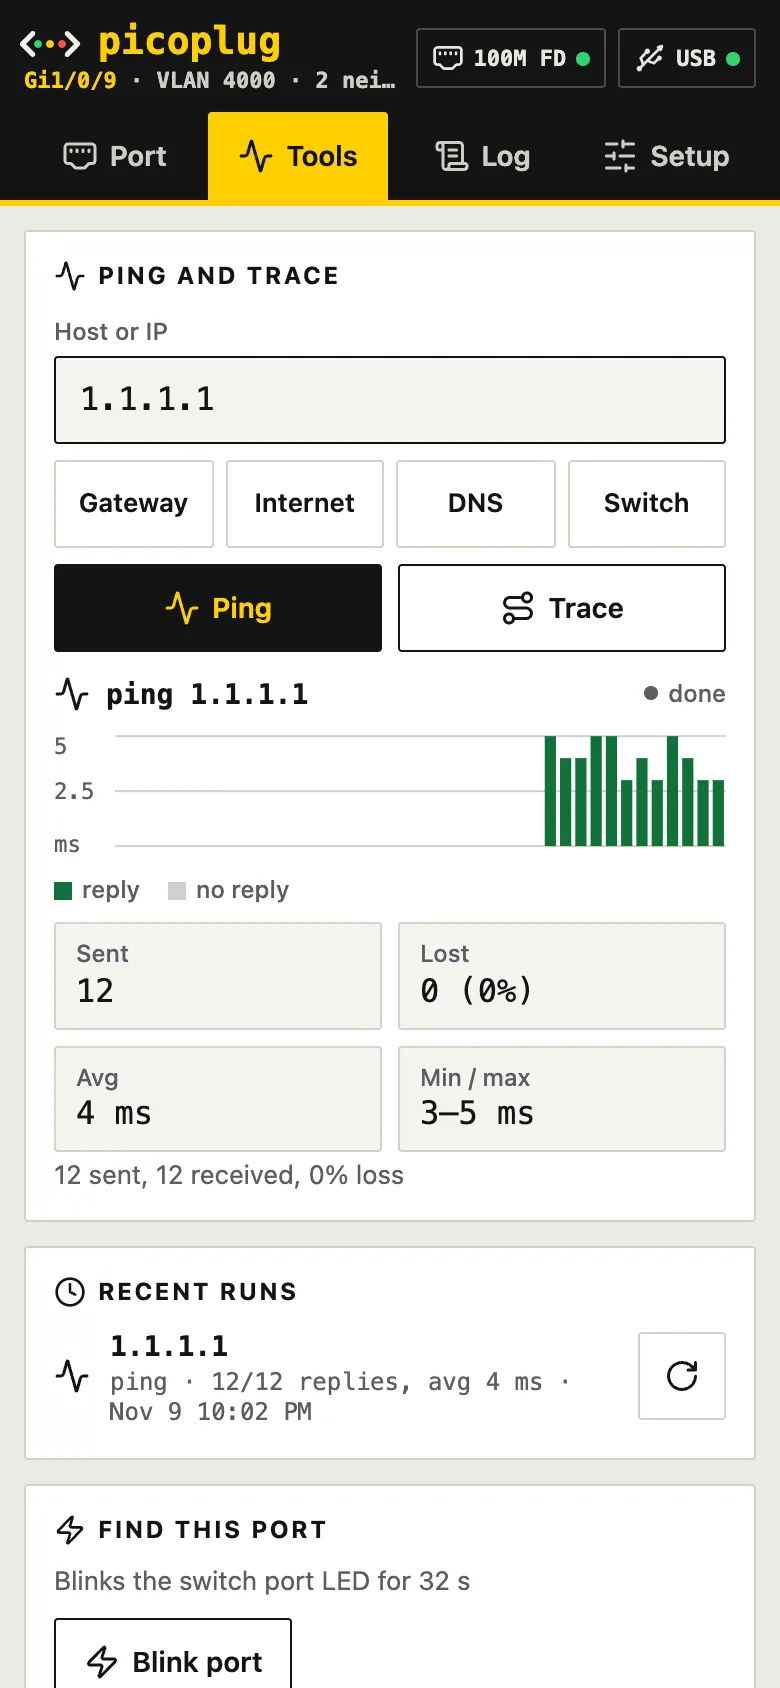 picoplug
Gi1/0/9 · VLAN 4000 · 2 nei…
100M FD
USB
Port
Tools
Log
Setup
PING AND TRACE
Host or IP
1.1.1.1
Gateway
Internet
DNS
Switch
Ping
Trace
ping 1.1.1.1
done
5
2.5
ms
reply
no reply
Sent
12
Lost
0 (0%)
Avg
4 ms
Min / max
3–5 ms
12 sent, 12 received, 0% loss
RECENT RUNS
1.1.1.1
ping · 12/12 replies, avg 4 ms ·
Nov 9 10:02 PM
FIND THIS PORT
Blinks the switch port LED for 32 s
Blink port